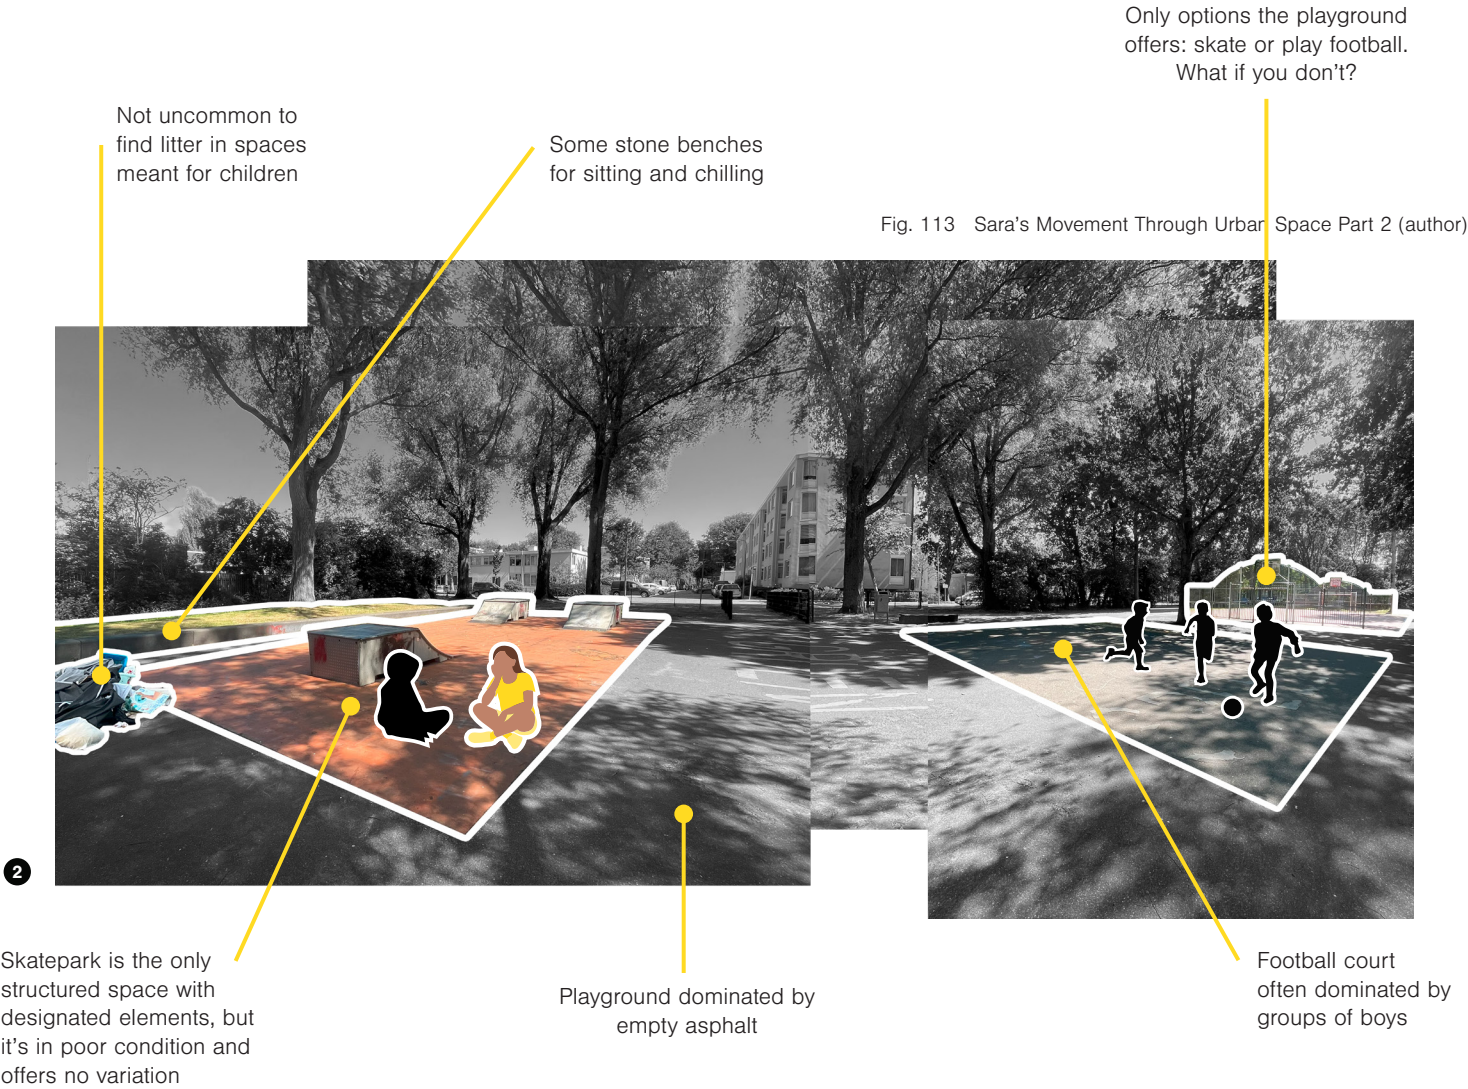 Only options the playground
offers: skate or play football.
What if you don't?
Not uncommon to
find litter in spaces
meant for children
Some stone benches
for sitting and chilling
Fig. 113 Sara's Movement Through Urban Space Part 2 (author)
2
Skatepark is the only
structured space with
designated elements, but
it's in poor condition and
offers no variation
Playground dominated by
empty asphalt
Football court
often dominated by
groups of boys